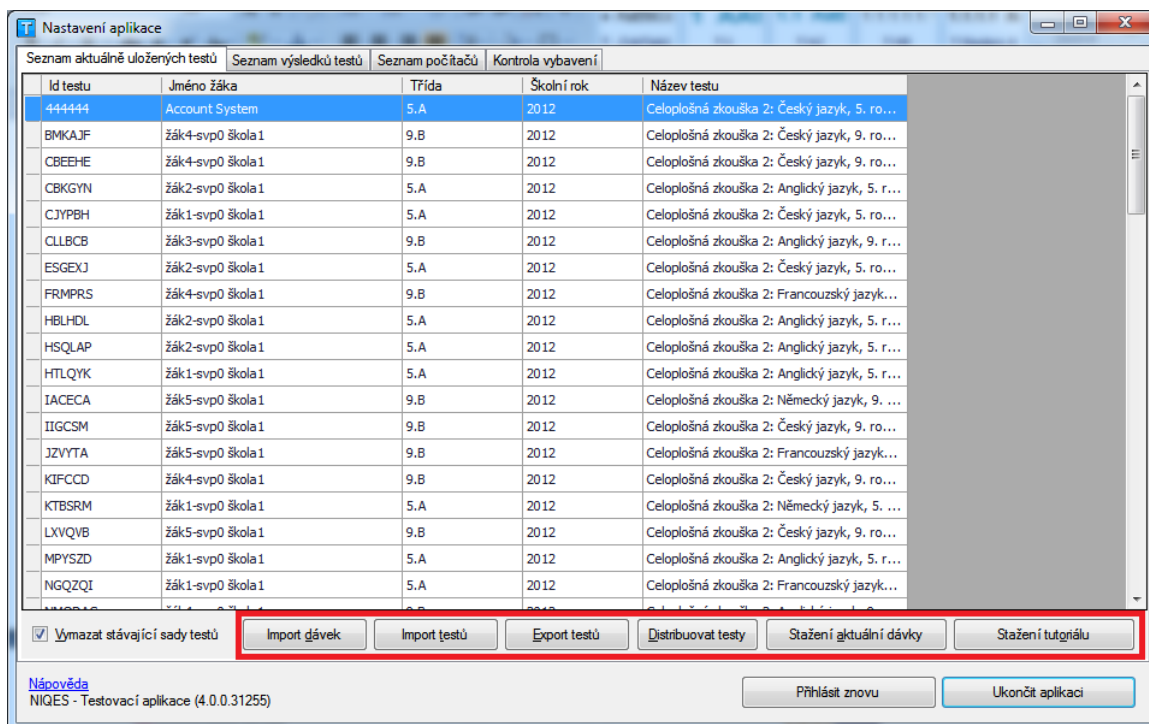 Nastavení aplikace
Seznam aktuálně uložených testů Seznam výsledků testů Seznam počítačů Kontrola vybavení
Id testu Jméno žáka Třída Školní rok Název testu
444444 Account System 5.A 2012 Celoplošná zkouška 2: Český jazyk, 5. ro...
BMKAJF žák4-svp0 škola1 9.B 2012 Celoplošná zkouška 2: Český jazyk, 9. ro...
CBEEHE žák4-svp0 škola1 9.B 2012 Celoplošná zkouška 2: Český jazyk, 9. ro...
CBKGYN žák2-svp0 škola1 5.A 2012 Celoplošná zkouška 2: Anglický jazyk, 5. r...
CJYPBH žák1-svp0 škola1 5.A 2012 Celoplošná zkouška 2: Český jazyk, 5. ro...
CLLBCB žák3-svp0 škola1 9.B 2012 Celoplošná zkouška 2: Anglický jazyk, 9. r...
ESGEXJ žák2-svp0 škola1 5.A 2012 Celoplošná zkouška 2: Český jazyk, 5. ro...
FRMPRS žák4-svp0 škola1 9.B 2012 Celoplošná zkouška 2: Francouzský jazyk...
HBLHDL žák2-svp0 škola1 5.A 2012 Celoplošná zkouška 2: Anglický jazyk, 5. r...
HSQLAP žák2-svp0 škola1 5.A 2012 Celoplošná zkouška 2: Anglický jazyk, 5. r...
HTLQYK žák1-svp0 škola1 5.A 2012 Celoplošná zkouška 2: Anglický jazyk, 5. r...
IACECA žák5-svp0 škola1 9.B 2012 Celoplošná zkouška 2: Německý jazyk, 9. ...
IIGCSM žák5-svp0 škola1 9.B 2012 Celoplošná zkouška 2: Český jazyk, 9. ro...
JZVYTA žák5-svp0 škola1 9.B 2012 Celoplošná zkouška 2: Francouzský jazyk...
KIFCCD žák4-svp0 škola1 9.B 2012 Celoplošná zkouška 2: Český jazyk, 9. ro...
KTBSRM žák1-svp0 škola1 5.A 2012 Celoplošná zkouška 2: Německý jazyk, 5. ...
LXVQVB žák5-svp0 škola1 9.B 2012 Celoplošná zkouška 2: Český jazyk, 9. ro...
MPYSZD žák1-svp0 škola1 5.A 2012 Celoplošná zkouška 2: Anglický jazyk, 5. r...
NGQZQI žák1-svp0 škola1 5.A 2012 Celoplošná zkouška 2: Francouzský jazyk...
Vymazat stávající sady testů Import dávek Import testů Export testů Distribuovat testy Stažení aktuální dávky Stažení tutoriálu
Nápověda
NIQES - Testovací aplikace (4.0.0.31255) Přihlásit znovu Ukončit aplikaci